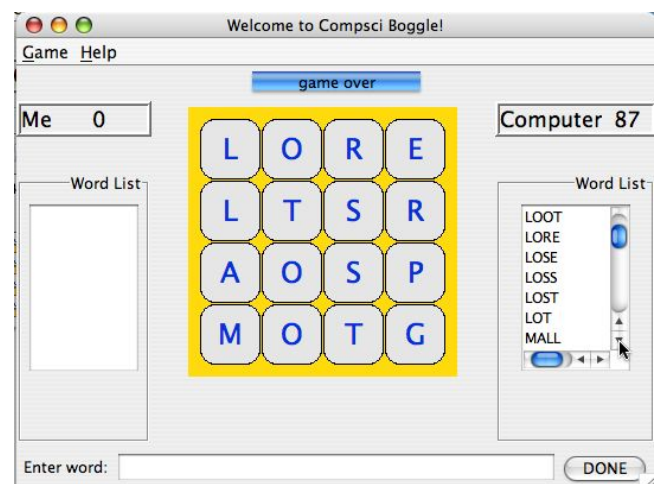 Welcome to Compsci Boggle!
Game Help
game over
Me 0
Computer 87
L O R E
L T S R
A O S P
M O T G
Word List
Word List
LOOT
LORE
LOSE
LOSS
LOST
LOT
MALL
Enter word:
DONE